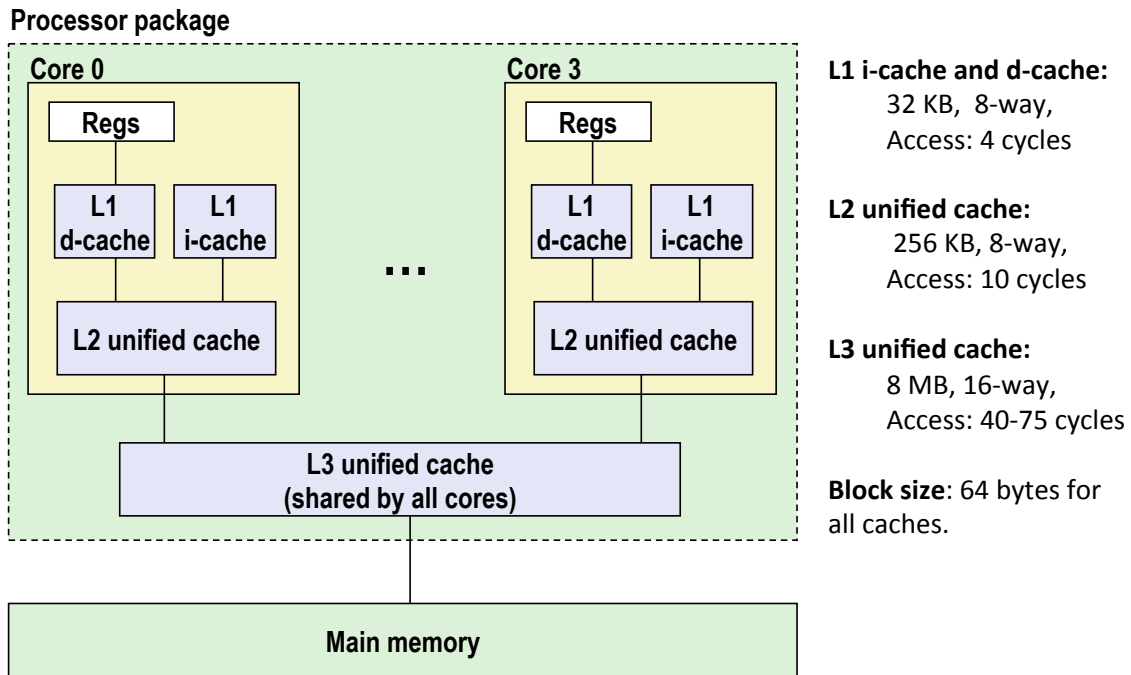 Processor package
Core 0
Regs
L1
d-cache
L1
i-cache
L2 unified cache
...
Core 3
Regs
L1
d-cache
L1
i-cache
L2 unified cache
L3 unified cache
(shared by all cores)
Main memory
L1 i-cache and d-cache:
32 KB, 8-way,
Access: 4 cycles
L2 unified cache:
256 KB, 8-way,
Access: 10 cycles
L3 unified cache:
8 MB, 16-way,
Access: 40-75 cycles
Block size: 64 bytes for
all caches.